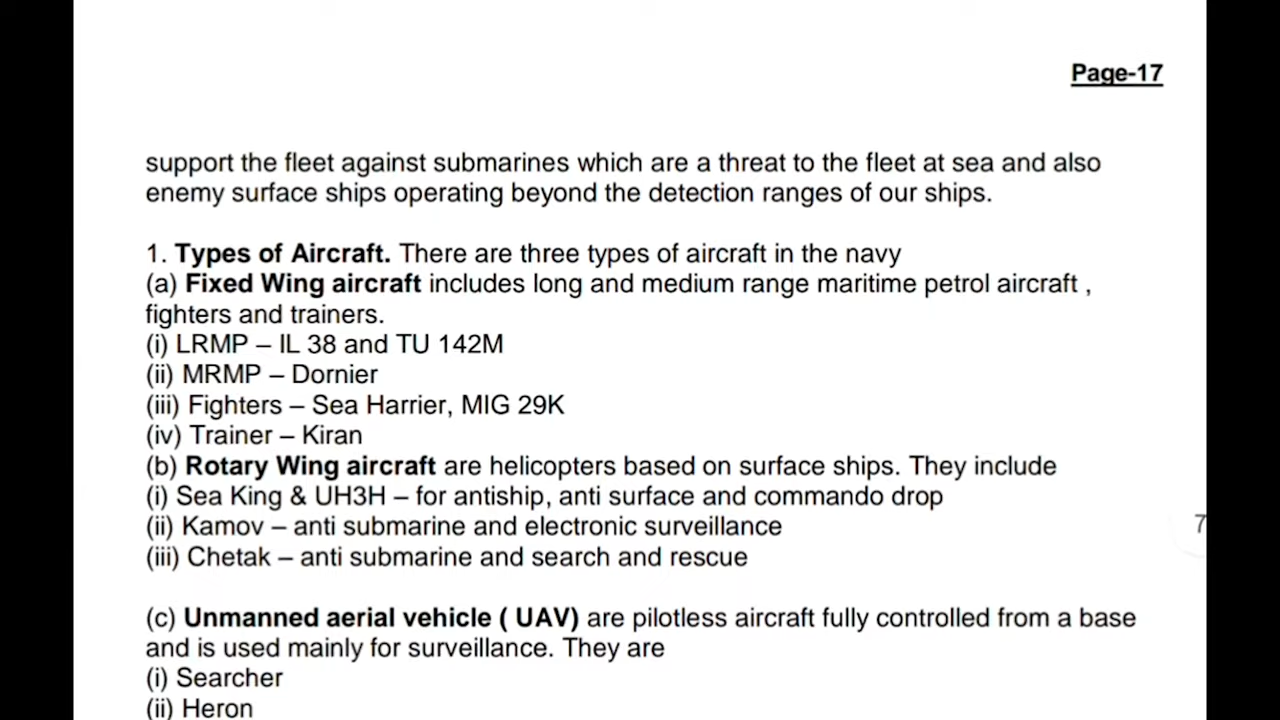 Page-17
support the fleet against submarines which are a threat to the fleet at sea and also
enemy surface ships operating beyond the detection ranges of our ships.
1. Types of Aircraft. There are three types of aircraft in the navy
(a) Fixed Wing aircraft includes long and medium range maritime petrol aircraft ,
fighters and trainers.
(i) LRMP – IL 38 and TU 142M
(ii) MRMP – Dornier
(iii) Fighters – Sea Harrier, MIG 29K
(iv) Trainer – Kiran
(b) Rotary Wing aircraft are helicopters based on surface ships. They include
(i) Sea King & UH3H – for antiship, anti surface and commando drop
(ii) Kamov – anti submarine and electronic surveillance
7
(iii) Chetak – anti submarine and search and rescue
(c) Unmanned aerial vehicle ( UAV) are pilotless aircraft fully controlled from a base
and is used mainly for surveillance. They are
(i) Searcher
(ii) Heron